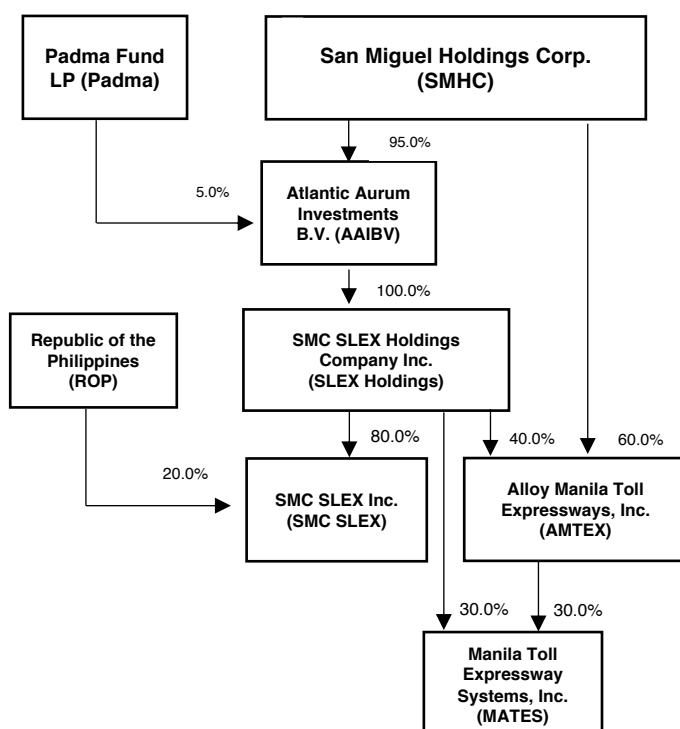 Padma Fund
LP (Padma)
San Miguel Holdings Corp.
(SMHC)
95.0%
5.0%
Atlantic Aurum
Investments
B.V. (AAIBV)
100.0%
Republic of the
Philippines
(ROP)
SMC SLEX Holdings
Company Inc.
(SLEX Holdings)
80.0%
40.0%
60.0%
20.0%
SMC SLEX Inc.
(SMC SLEX)
Alloy Manila Toll
Expressways, Inc.
(AMTEX)
30.0%
30.0%
Manila Toll
Expressway
Systems, Inc.
(MATES)